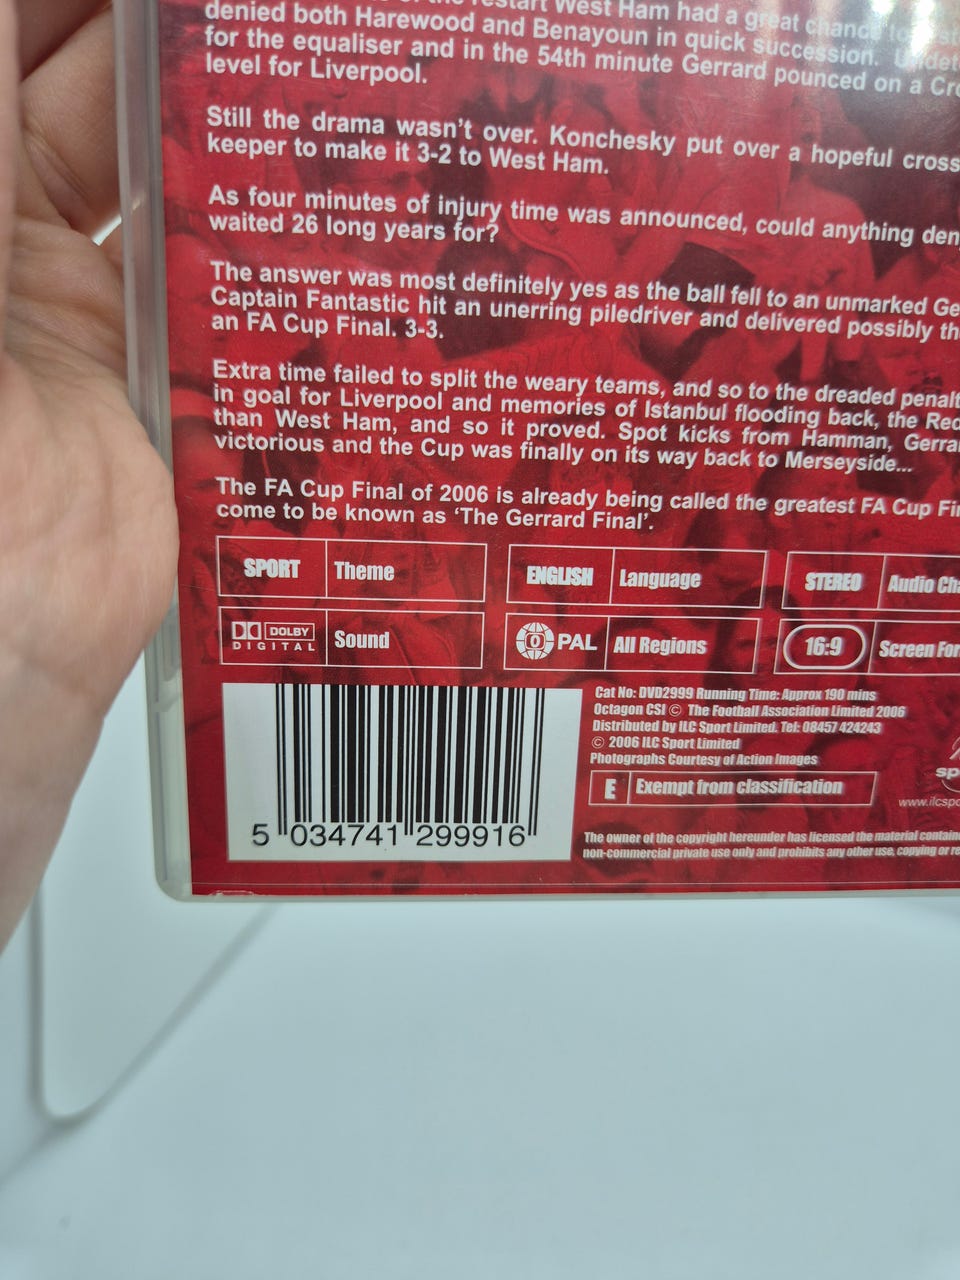 restart West Ham had a great chance
denied both Harewood and Benayoun in quick succession.
for the equaliser and in the 54th minute Gerrard pounced on a
level for Liverpool.
Still the drama wasn't over. Konchesky put over a hopeful cross
keeper to make it 3-2 to West Ham.
As four minutes of injury time was announced, could anything
waited 26 long years for?
The answer was most definitely yes as the ball fell to an unmarked
Captain Fantastic hit an unerring piledriver and delivered possibly
an FA Cup Final. 3-3.
Extra time failed to split the weary teams, and so to the dreaded
in goal for Liverpool and memories of Istanbul flooding back, the
than West Ham, and so it proved. Spot kicks from Hamman,
victorious and the Cup was finally on its way back to Merseyside...
The FA Cup Final of 2006 is already being called the greatest FA Cup
come to be known as 'The Gerrard Final'.
SPORT Theme ENGLISH Language STEREO Audio
DOLBY DIGITAL Sound 0 PAL All Regions 16:9 Screen
Cat No: DVD2999 Running Time: Approx 190 mins
Octagon CSI © The Football Association Limited 2006
Distributed by ILC Sport Limited. Tel: 08457 424243
© 2006 ILC Sport Limited
Photographs Courtesy of Action Images
E Exempt from classification
5 034741 299916
The owner of the copyright hereunder has licensed the material
non-commercial private use only and prohibits any other use, copying or